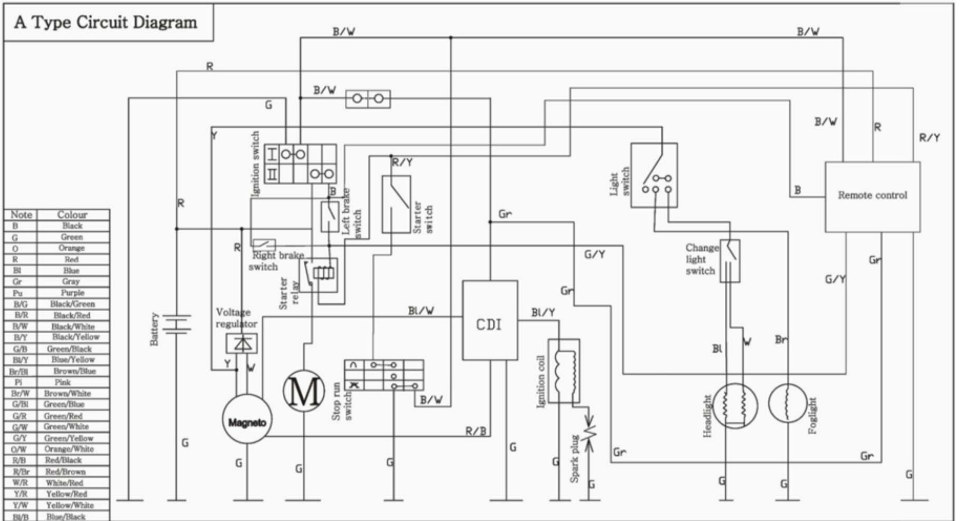 A Type Circuit Diagram
B/W
B/W
R
B/W
G
Y
B/W
R
R/Y
Ignition switch
I
II
R/Y
Light switch
B
B
Remote control
R
Left brake switch
Starter switch
Gr
R
Right brake switch
G/Y
Change light switch
G/Y
Gr
Starter relay
Gr
Note Colour
B Black
G Green
O Orange
R Red
Bl Blue
Gr Gray
Pu Purple
B/G Black/Green
B/R Black/Red
B/W Black/White
B/Y Black/Yellow
G/B Green/Black
Bl/Y Blue/Yellow
Br/Bl Brown/Blue
Pi Pink
Br/W Brown/White
G/Bl Green/Blue
G/R Green/Red
G/W Green/White
G/Y Green/Yellow
O/W Orange/White
R/B Red/Black
R/Br Red/Brown
W/R White/Red
Y/R Yellow/Red
Y/W Yellow/White
Bl/B Blue/Black
Battery
Voltage regulator
Bl/W
CDI
Bl/Y
Y
W
Bl
W
Br
Ignition coil
M
Stop run switch
B/W
Magneto
Headlight
Foglight
R/B
Spark plug
G
G
G
G
G
G
G
Gr
Gr
G
G
G